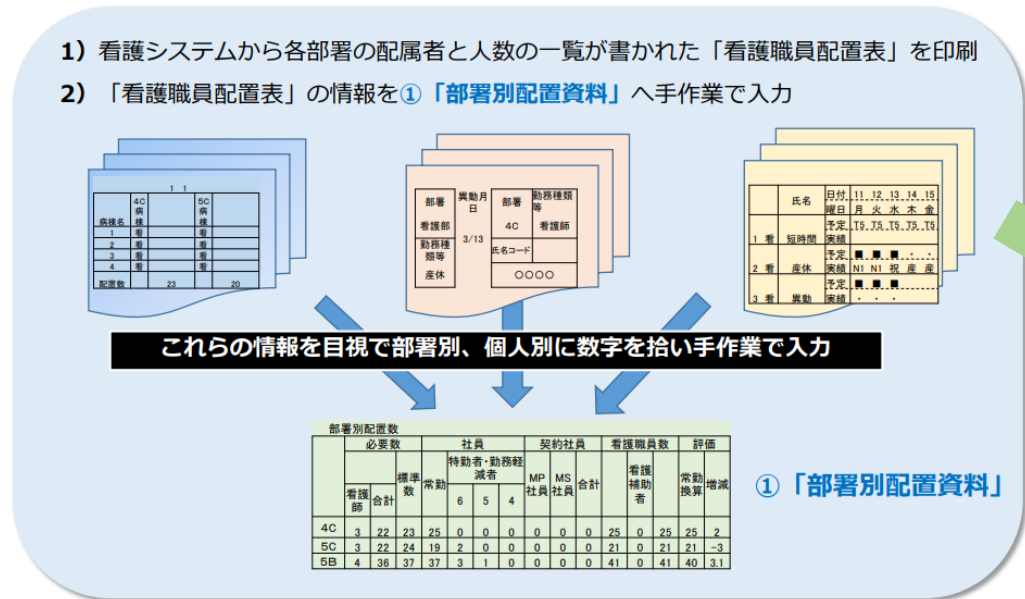 1）看護システムから各部署の配属者と人数の一覧が書かれた「看護職員配置表」を印刷
2）「看護職員配置表」の情報を①「部署別配置資料」へ手作業で入力
1 1
病棟名 4C病棟 5C病棟
1 看 看
2 看 看
3 看 看
4 看 看
配置数 23 20
部署 異動月日 部署 勤務種類等
看護部 3/13 4C 看護師
勤務種類等 氏名コード
産休 ○○○○
氏名 日付 11 12 13 14 15
曜日 月 火 水 木 金
1 看 短時間 予定 T5 T5 T5 T5 T5
実績
2 看 産休 予定 ■ ■ ■ ・ ・
実績 N1 N1 祝 産 産
3 看 異動 予定 ■ ■ ■
実績 ・ ・ ・
これらの情報を目視で部署別、個人別に数字を拾い手作業で入力
部署別配置数
必要数 社員 契約社員 看護職員数 評価
看護師 合計 標準数 常勤 特勤者・勤務軽減者 MP社員 MS社員 合計 看護補助者 常勤換算 増減
6 5 4
4C 3 22 23 25 0 0 0 0 0 0 25 0 25 25 2
5C 3 22 24 19 2 0 0 0 0 0 21 0 21 21 -3
5B 4 36 37 37 3 1 0 0 0 0 41 0 41 40 3.1
①「部署別配置資料」